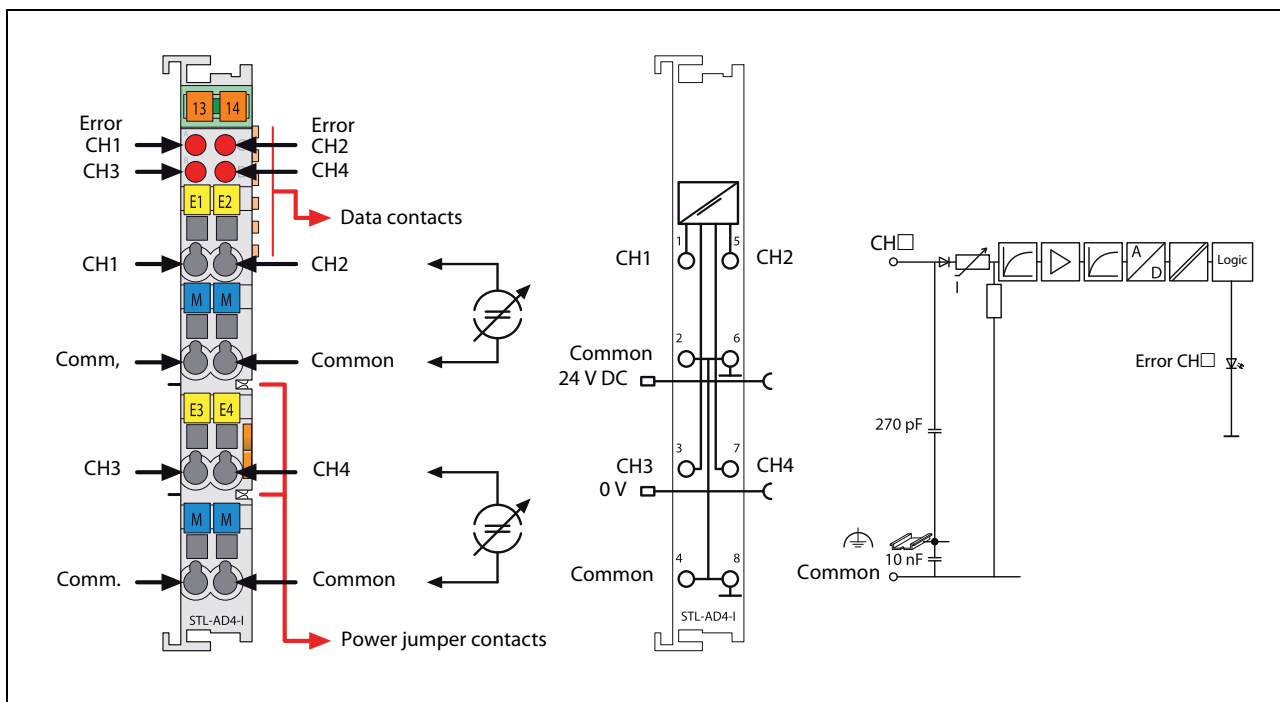 13 14
Error
CH1
CH3
Error
CH2
CH4
A
B
E1 E2
Data contacts
CH1
CH2
M M
Comm,
Common
E3 E4
CH3
CH4
M M
Comm.
Common
STL-AD4-I
Power jumper contacts
1
5
CH1
CH2
2
6
Common
24 V DC
3
7
CH3
CH4
0 V
4
8
Common
STL-AD4-I
CH□
I
A
D
Logic
Error CH□
270 pF
10 nF
Common